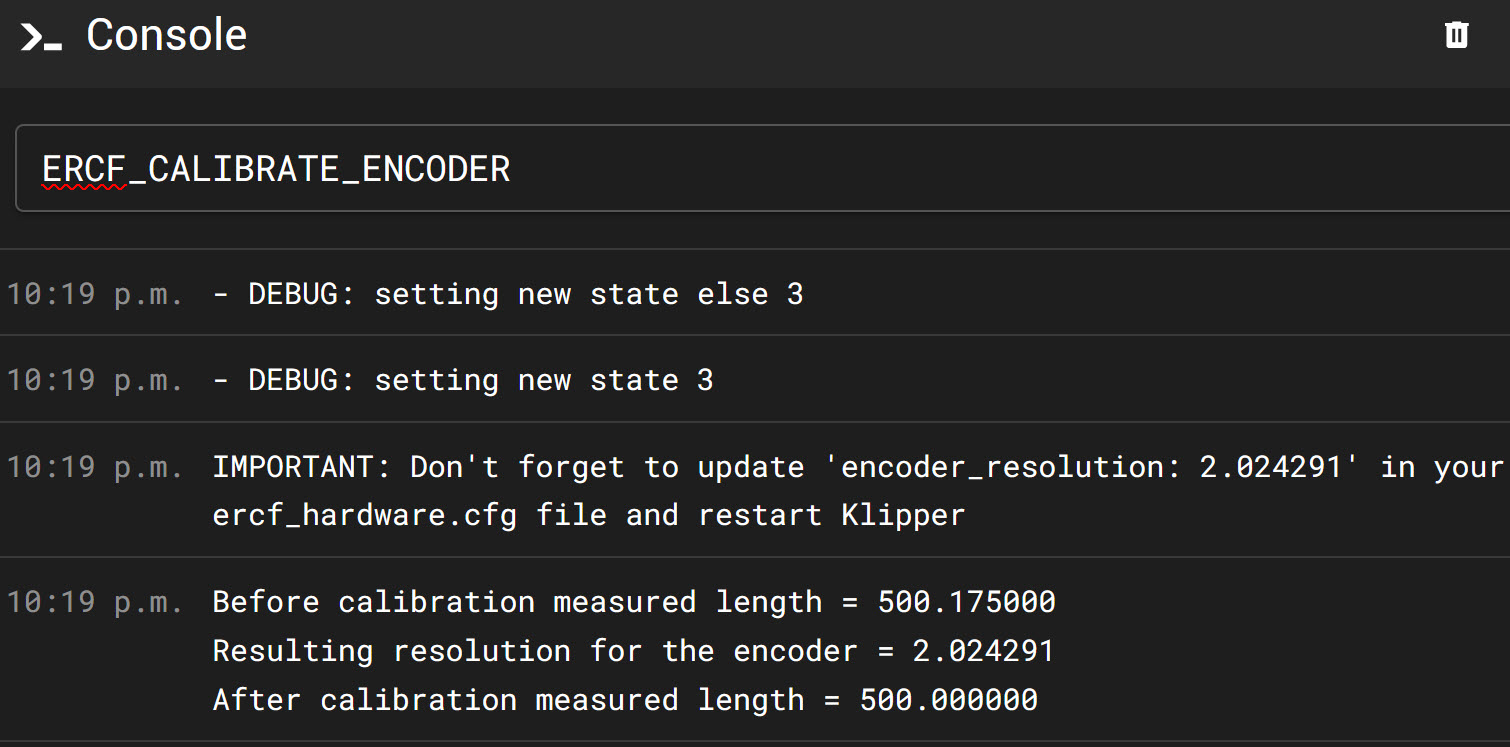 Console
ERCF_CALIBRATE_ENCODER
10:19 p.m. - DEBUG: setting new state else 3
10:19 p.m. - DEBUG: setting new state 3
10:19 p.m. IMPORTANT: Don't forget to update 'encoder_resolution: 2.024291' in your
ercf_hardware.cfg file and restart Klipper
10:19 p.m. Before calibration measured length = 500.175000
Resulting resolution for the encoder = 2.024291
After calibration measured length = 500.000000